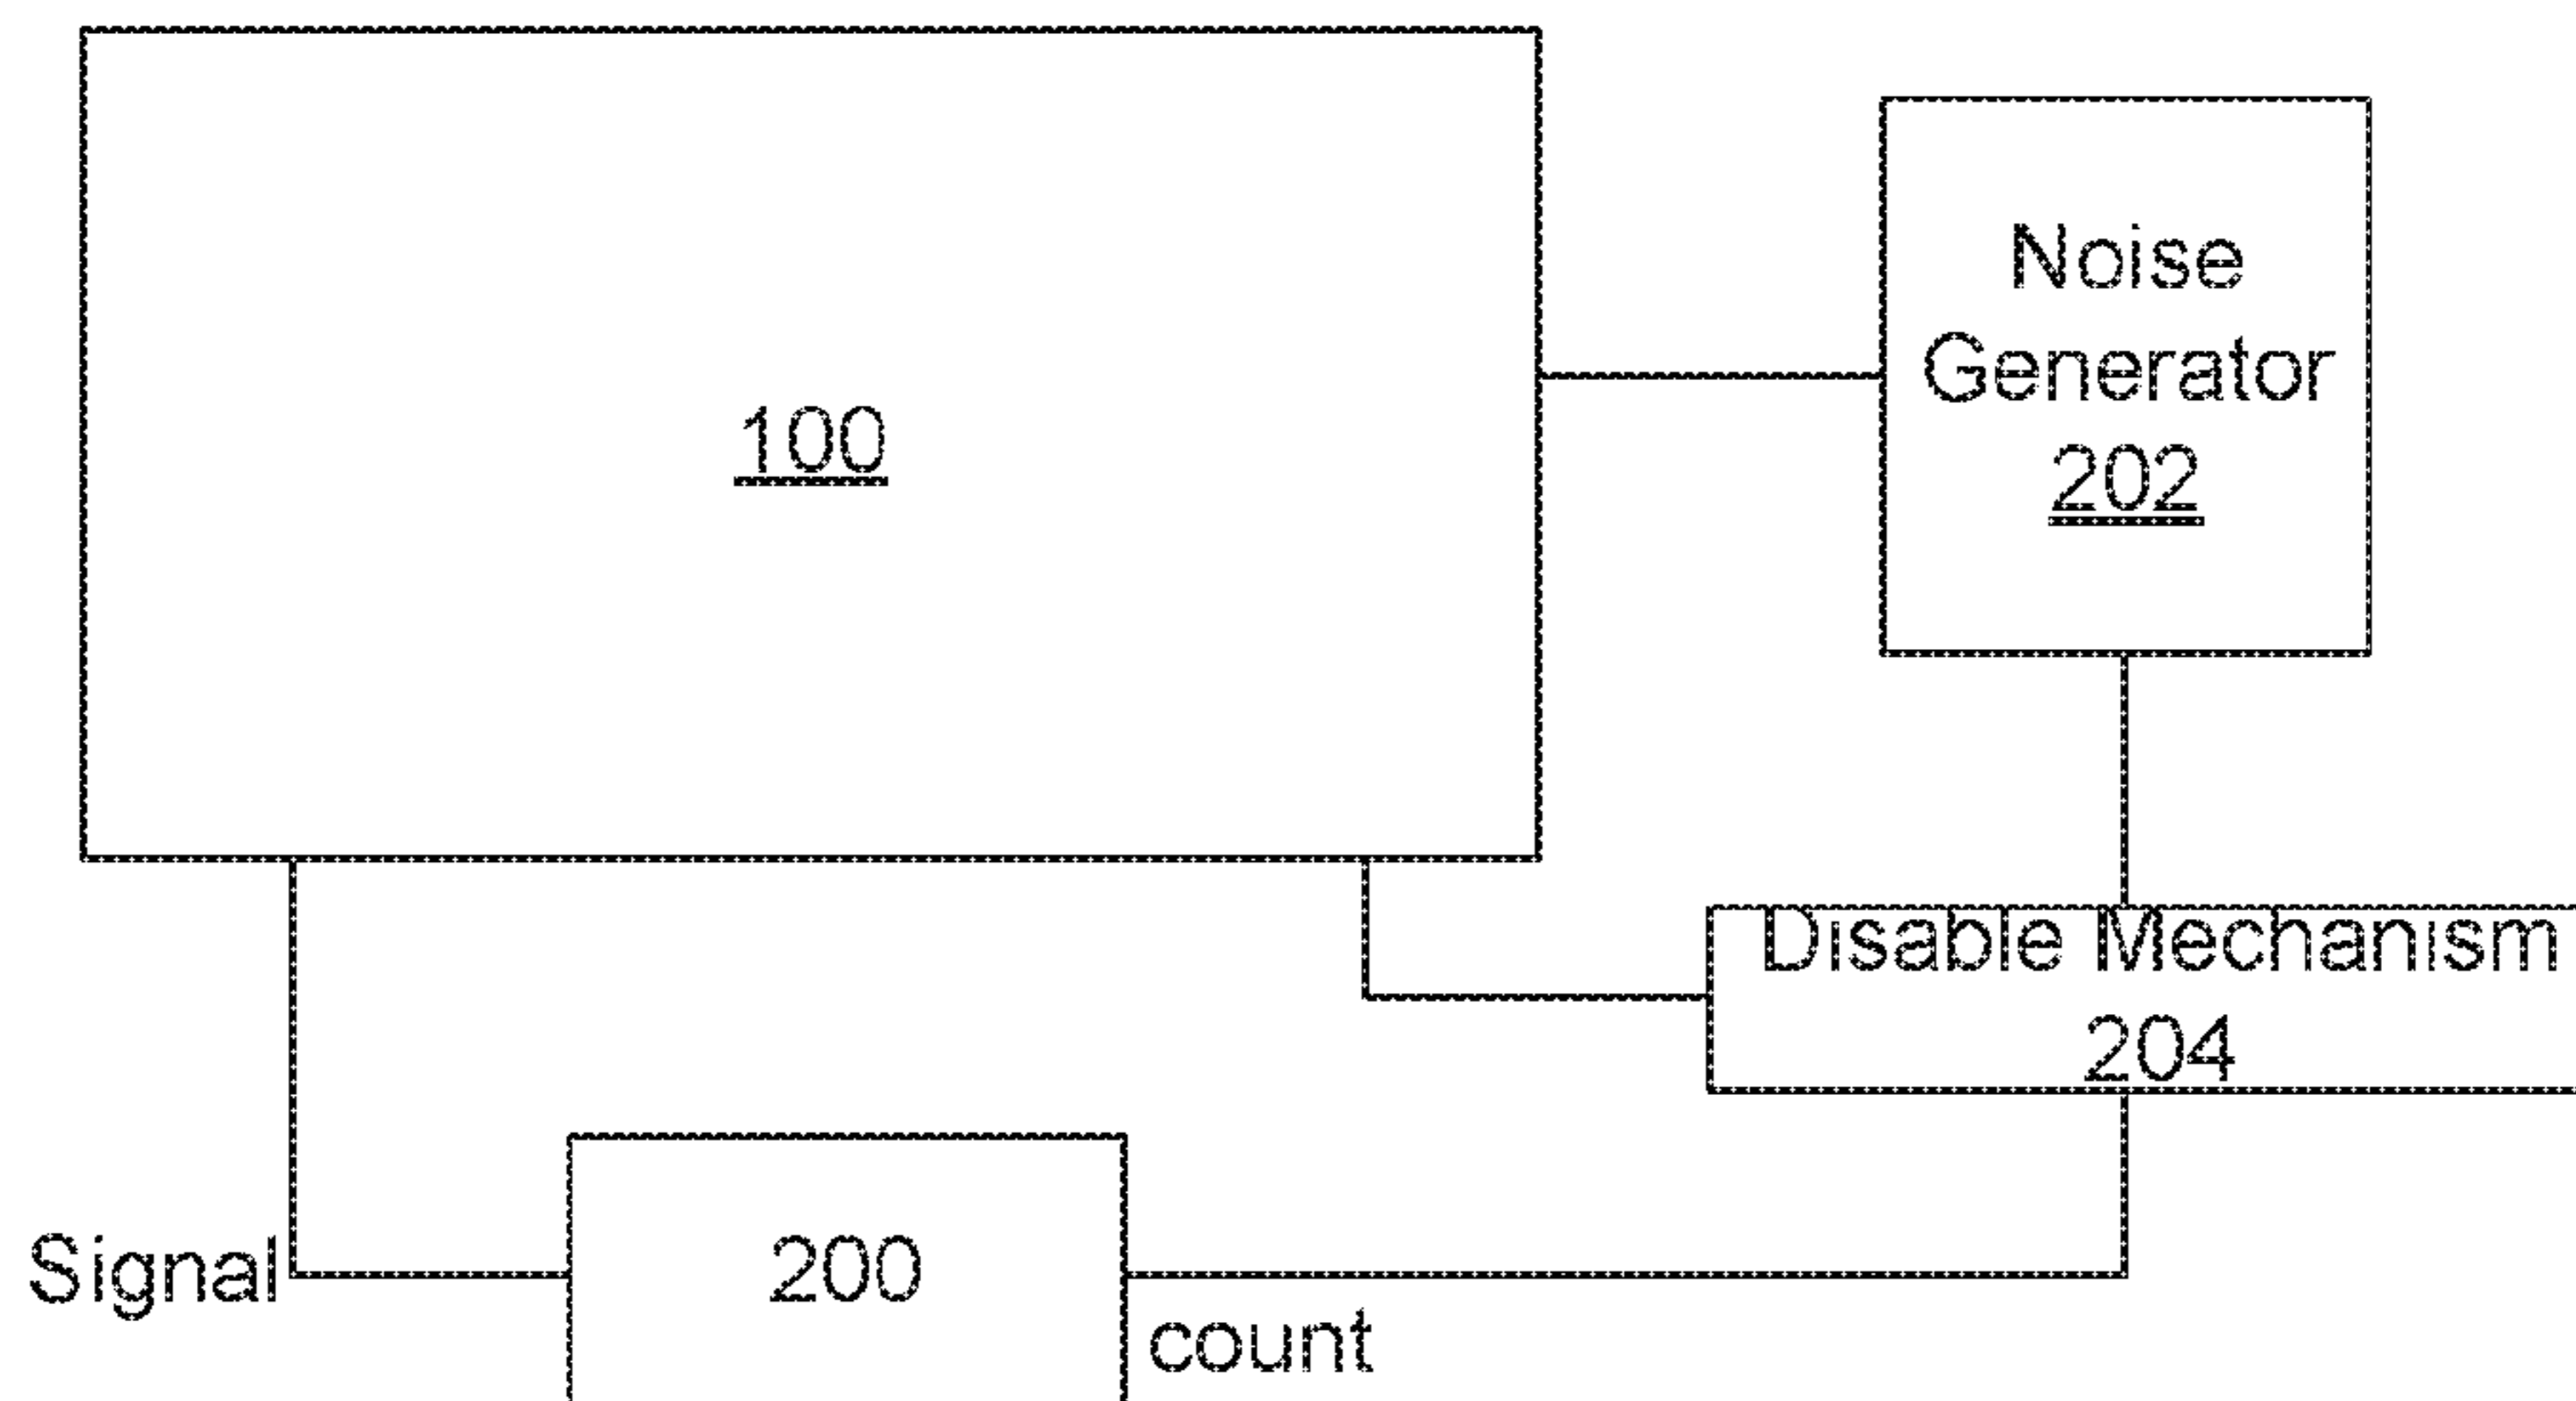 100
Noise
Generator
202
Disable Mechanism
204
Signal
200
count